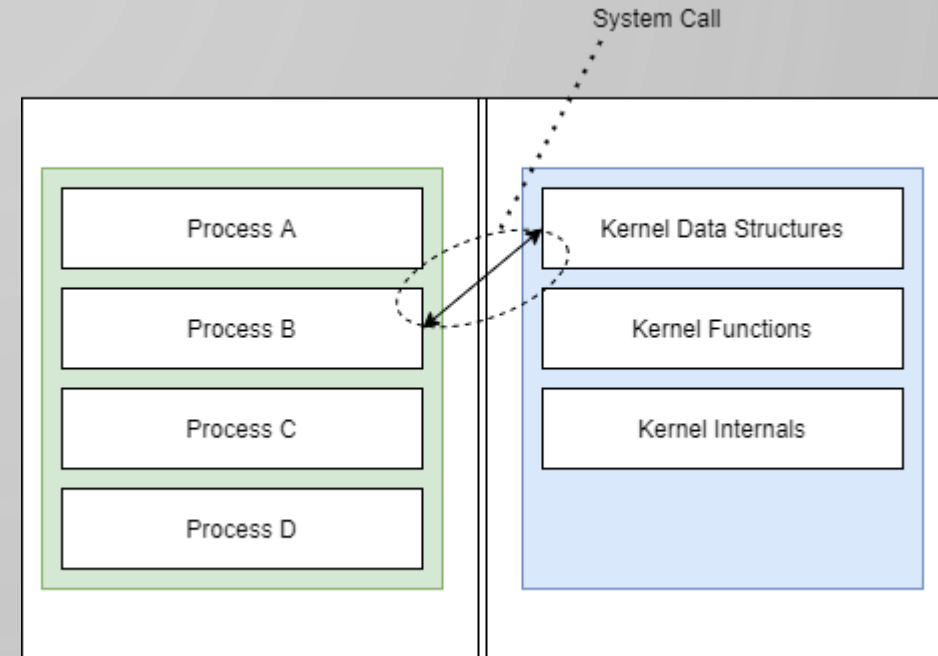 System Call
Process A
Process B
Process C
Process D
Kernel Data Structures
Kernel Functions
Kernel Internals